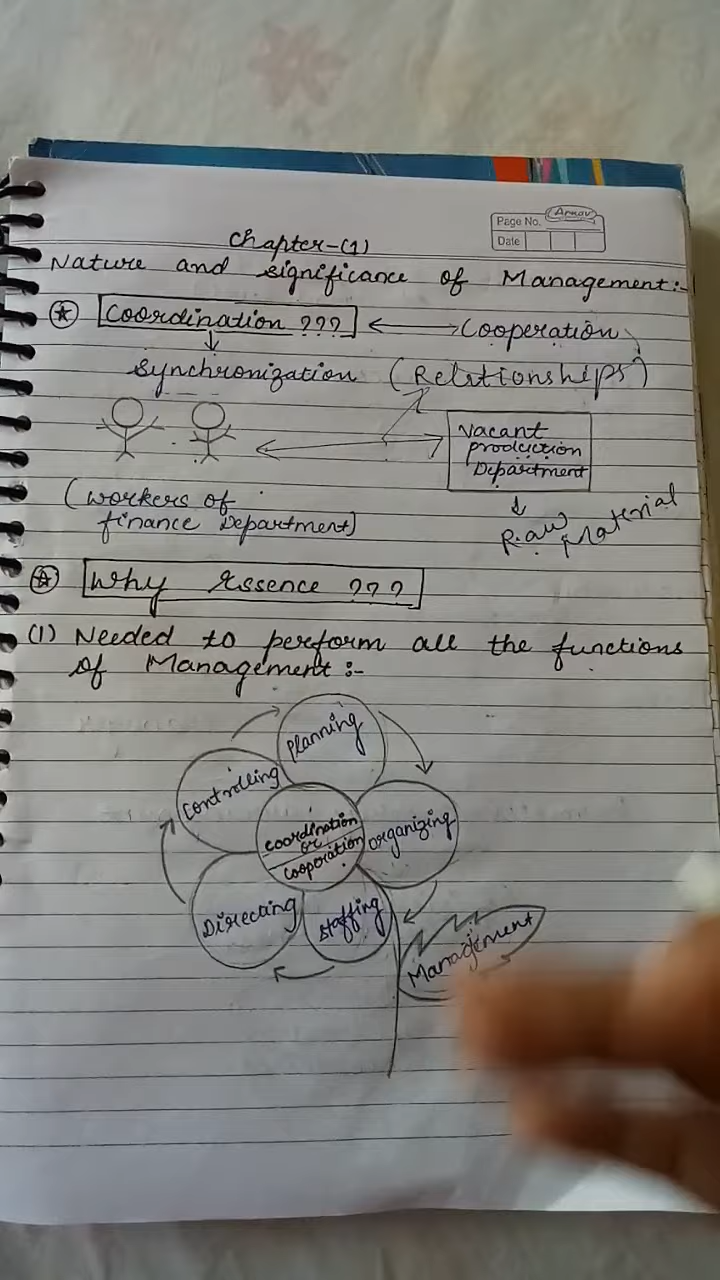 Page No. Arnav
Date
Chapter-(1)
Nature and significance of Management:-
Coordination ??? Cooperation
Synchronization (Relationships)
Vacant
production
Department
(workers of
finance Department)
Raw Material
Why Essence ???
(1) Needed to perform all the functions
of Management :-
Planning
Controlling
Coordination
or
Cooperation
Organizing
Directing
Staffing
Management